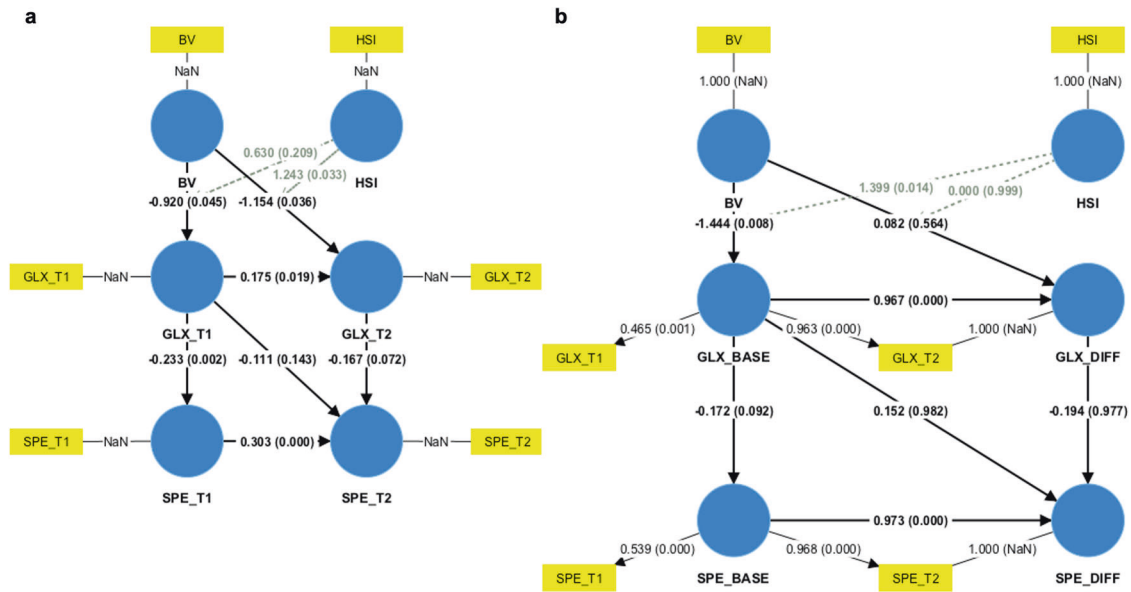 a
BV
HSI
NaN
NaN
0.630 (0.209)
1.243 (0.033)
BV
HSI
-0.920 (0.045)
-1.154 (0.036)
GLX_T1
NaN
0.175 (0.019)
NaN
GLX_T2
GLX_T1
GLX_T2
-0.233 (0.002)
-0.111 (0.143)
-0.167 (0.072)
SPE_T1
NaN
0.303 (0.000)
NaN
SPE_T2
SPE_T1
SPE_T2
b
BV
HSI
1.000 (NaN)
1.000 (NaN)
1.399 (0.014)
0.000 (0.999)
BV
HSI
-1.444 (0.008)
0.082 (0.564)
0.967 (0.000)
0.465 (0.001)
0.963 (0.000)
1.000 (NaN)
GLX_T1
GLX_BASE
GLX_T2
GLX_DIFF
-0.172 (0.092)
0.152 (0.982)
-0.194 (0.977)
0.973 (0.000)
0.539 (0.000)
0.968 (0.000)
1.000 (NaN)
SPE_T1
SPE_BASE
SPE_T2
SPE_DIFF